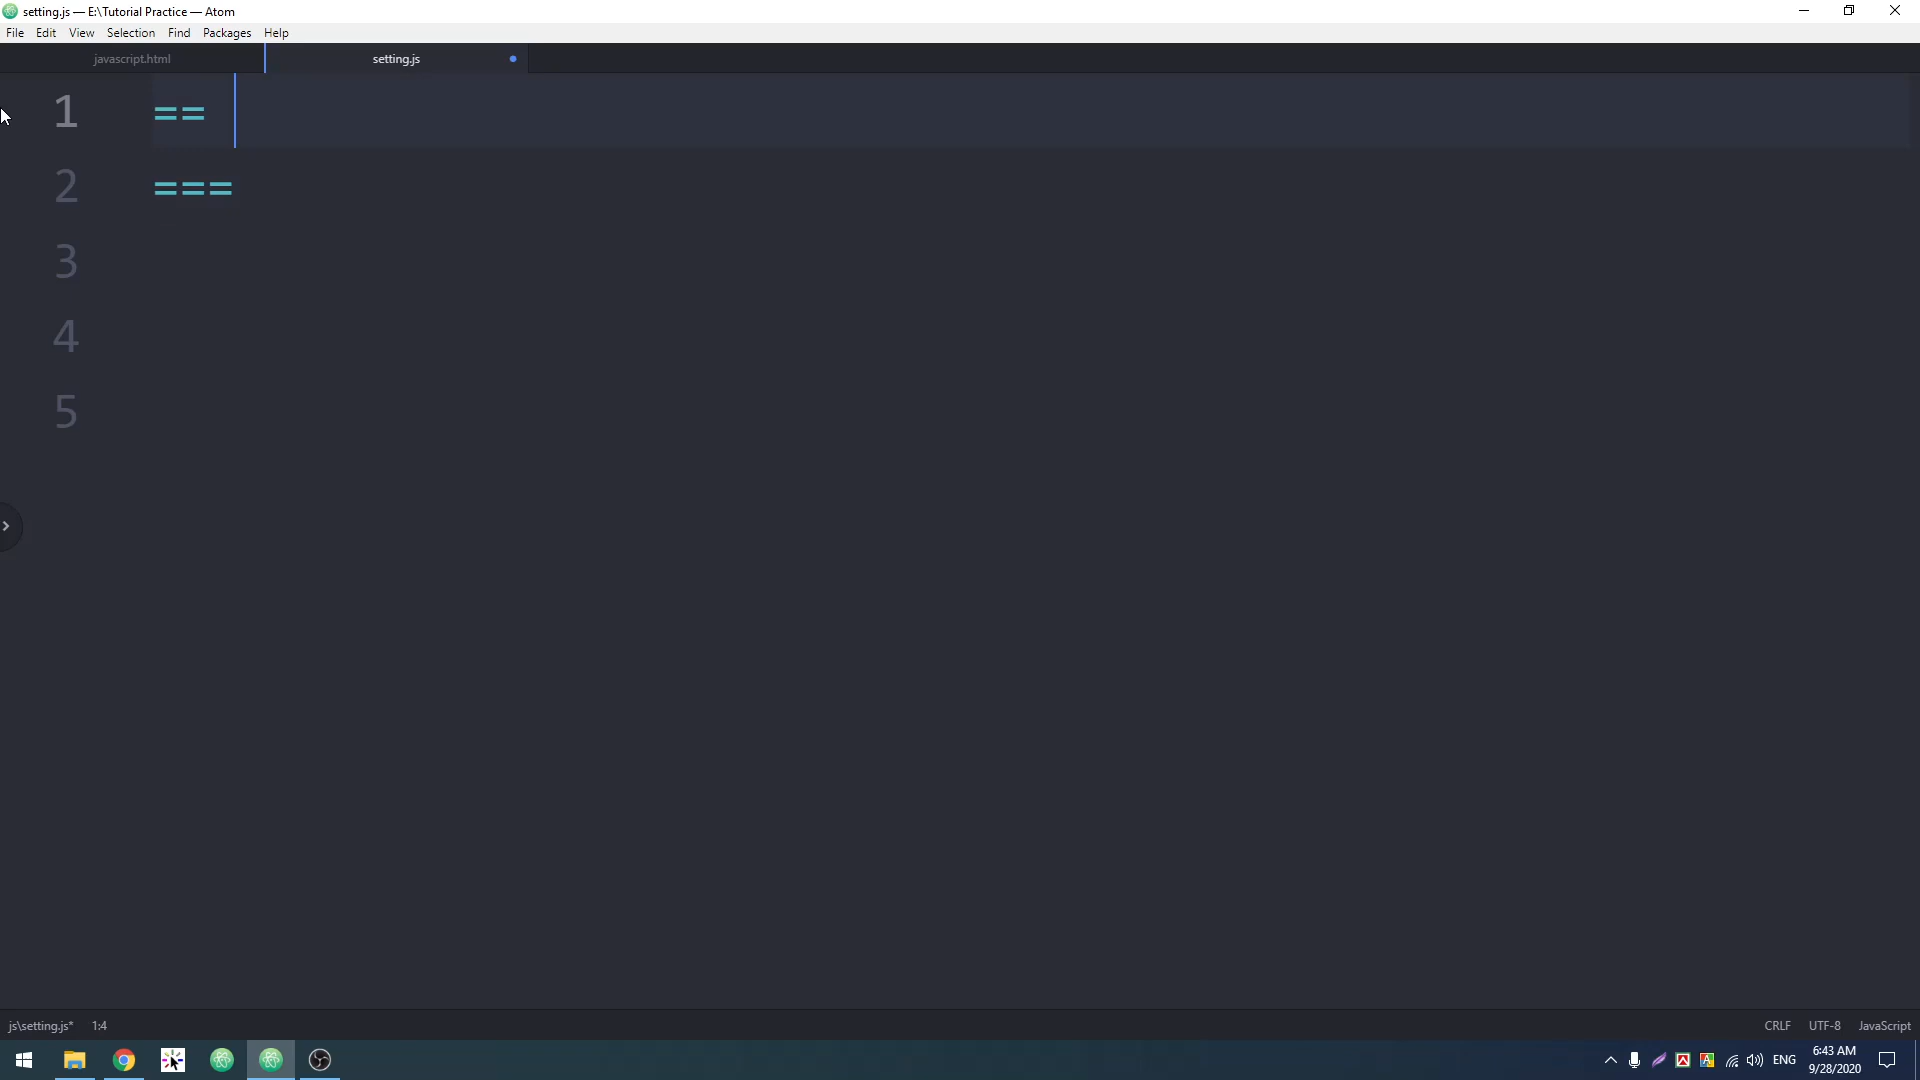 setting.js — E:\Tutorial Practice — Atom
File Edit View Selection Find Packages Help
javascript.html setting.js
1 ==
2 ===
3
4
5
js\setting.js* 1:4 CRLF UTF-8 JavaScript
ENG 6:43 AM
9/28/2020